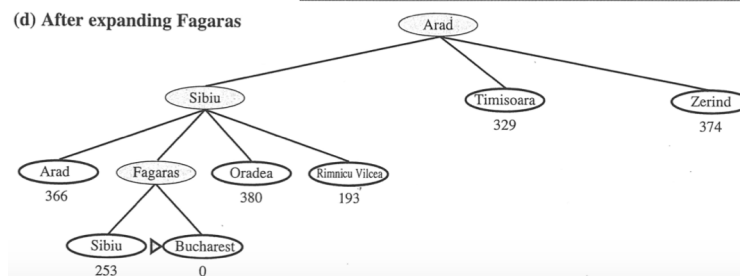 (d) After expanding Fagaras
Arad
Sibiu
Timisoara
Zerind
329
374
Arad
Fagaras
Oradea
Rimnicu Vilcea
366
380
193
Sibiu
Bucharest
253
0